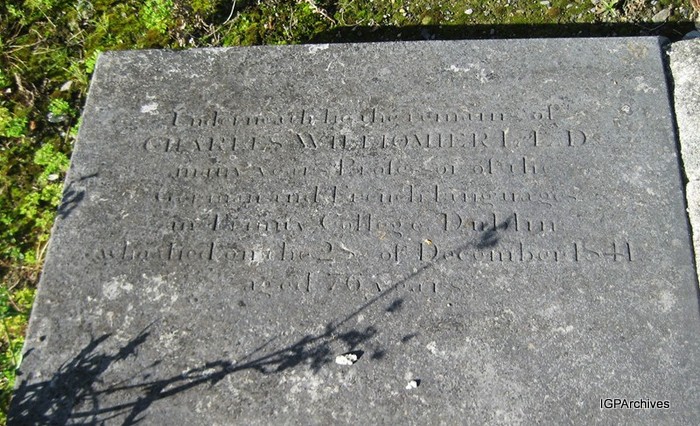 Underneath lie the remains of
CHARLES WILLIOMIER L.L.D.
many years Professor of the
German and French Languages
in Trinity College Dublin
who died on the 28th of December 1841
aged 76 years
IGPArchives